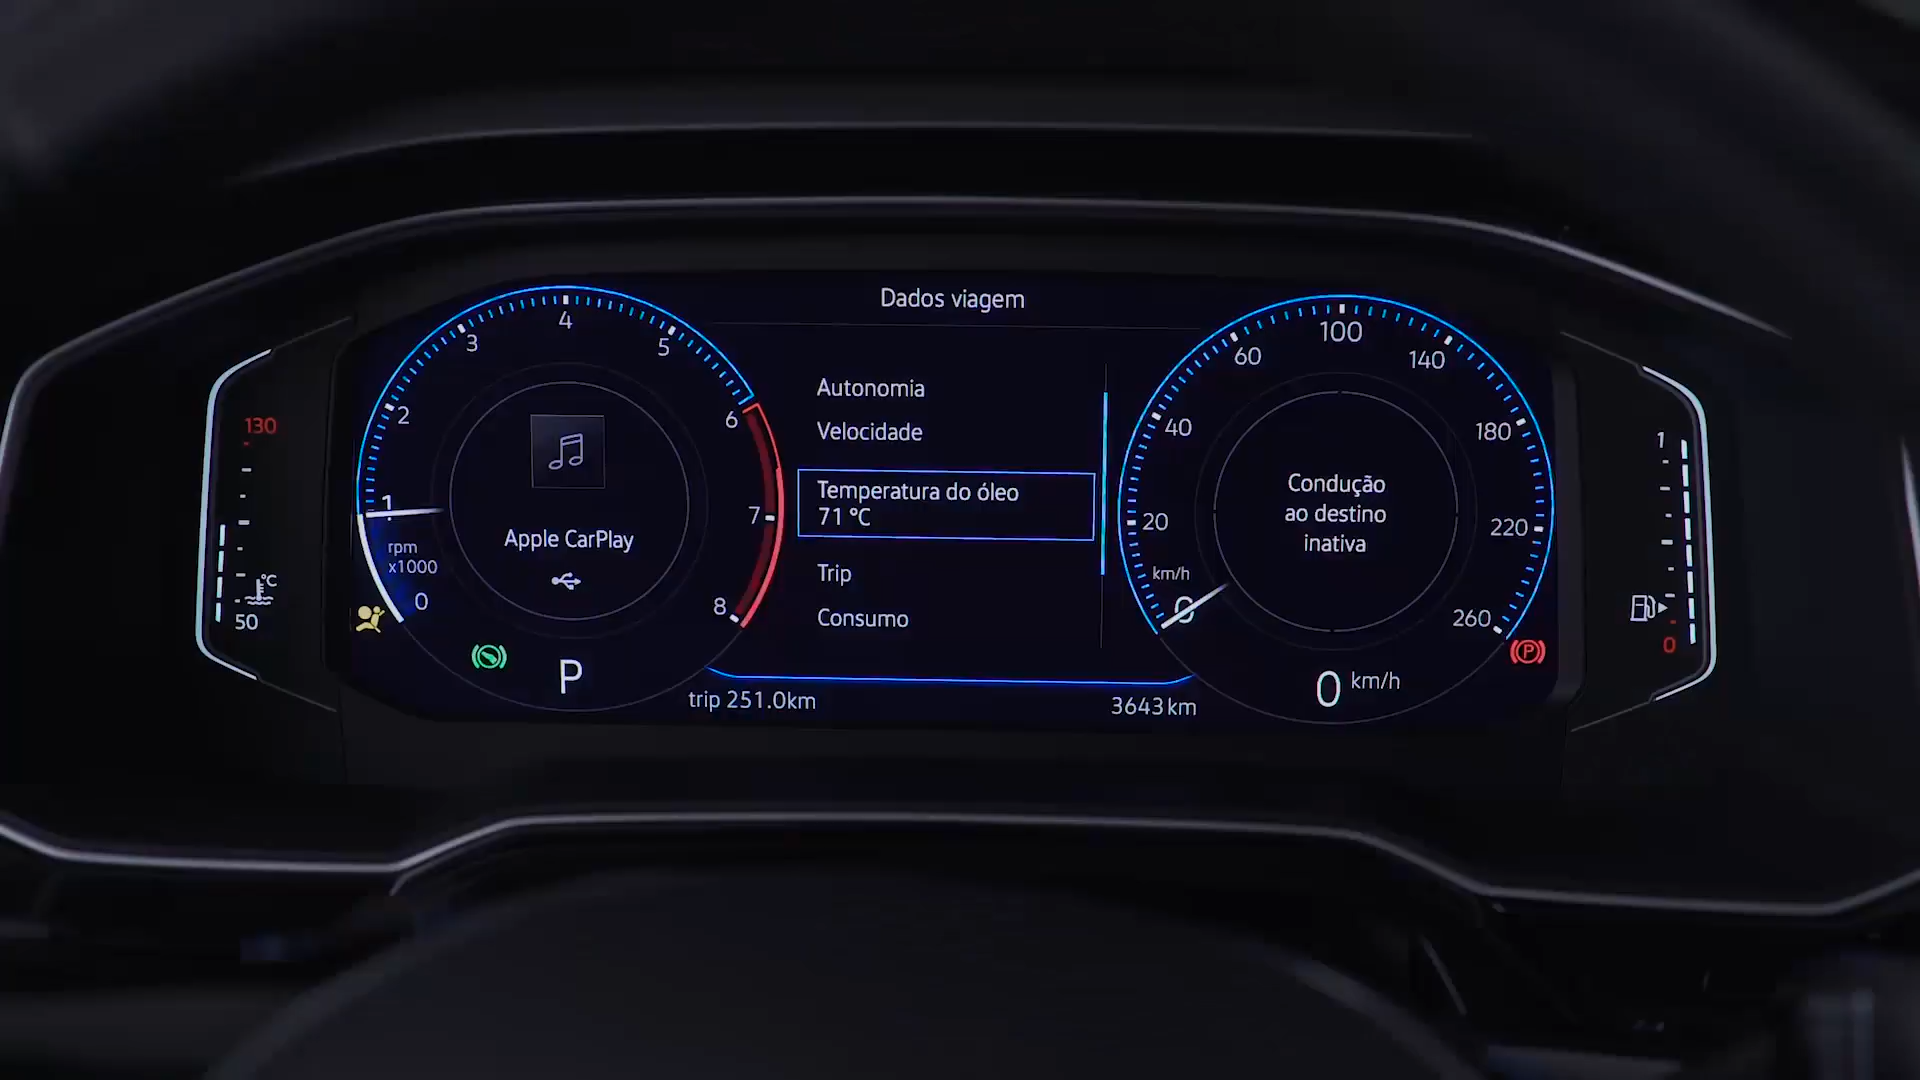 Dados viagem
1
2
3
4
5
6
7
8
0
rpm
x1000
Apple CarPlay
P
130
°C
50
Autonomia
Velocidade
Temperatura do óleo
71 °C
Trip
Consumo
trip 251.0km
3643 km
0
20
40
60
100
140
180
220
260
km/h
Condução
ao destino
inativa
0 km/h
P
1
0